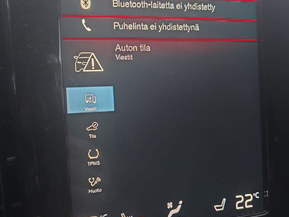 Bluetooth-laitetta ei yhdistetty
Puhelinta ei yhdistettynä
Auton tila
Viestit
Viestit
Tila
TPMS
Huolto
22°C